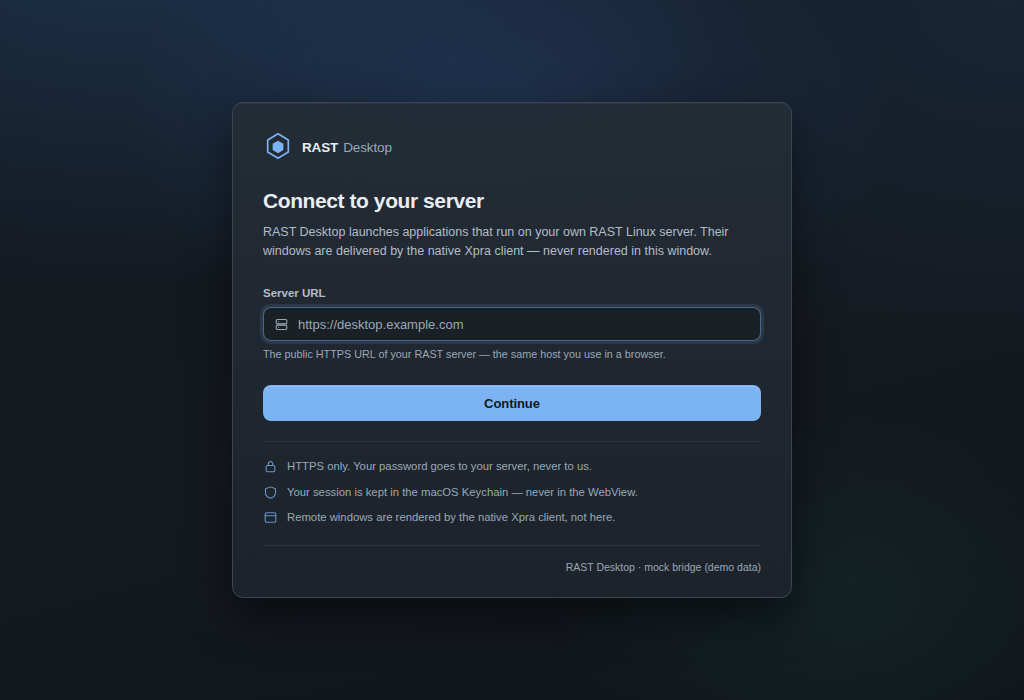 RAST Desktop
Connect to your server
RAST Desktop launches applications that run on your own RAST Linux server. Their
windows are delivered by the native Xpra client — never rendered in this window.
Server URL
https://desktop.example.com
The public HTTPS URL of your RAST server — the same host you use in a browser.
Continue
HTTPS only. Your password goes to your server, never to us.
Your session is kept in the macOS Keychain — never in the WebView.
Remote windows are rendered by the native Xpra client, not here.
RAST Desktop · mock bridge (demo data)